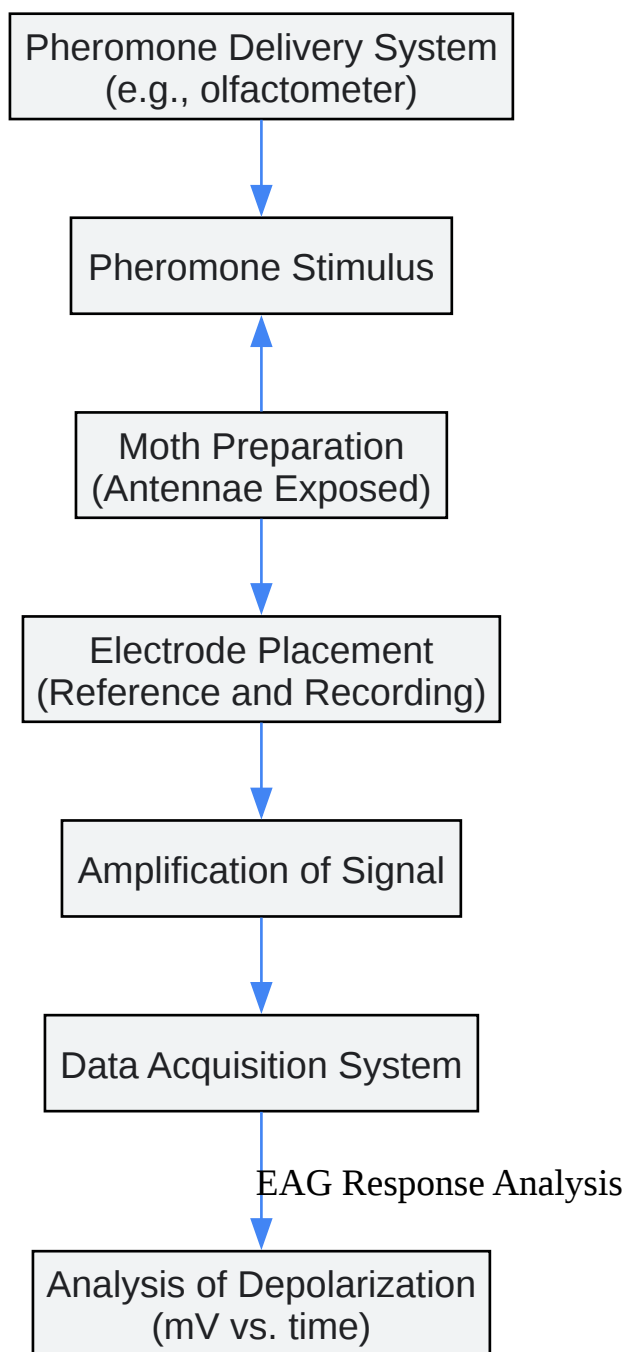 Pheromone Delivery System
(e.g., olfactometer)
Pheromone Stimulus
Moth Preparation
(Antennae Exposed)
Electrode Placement
(Reference and Recording)
Amplification of Signal
Data Acquisition System
EAG Response Analysis
Analysis of Depolarization
(mV vs. time)